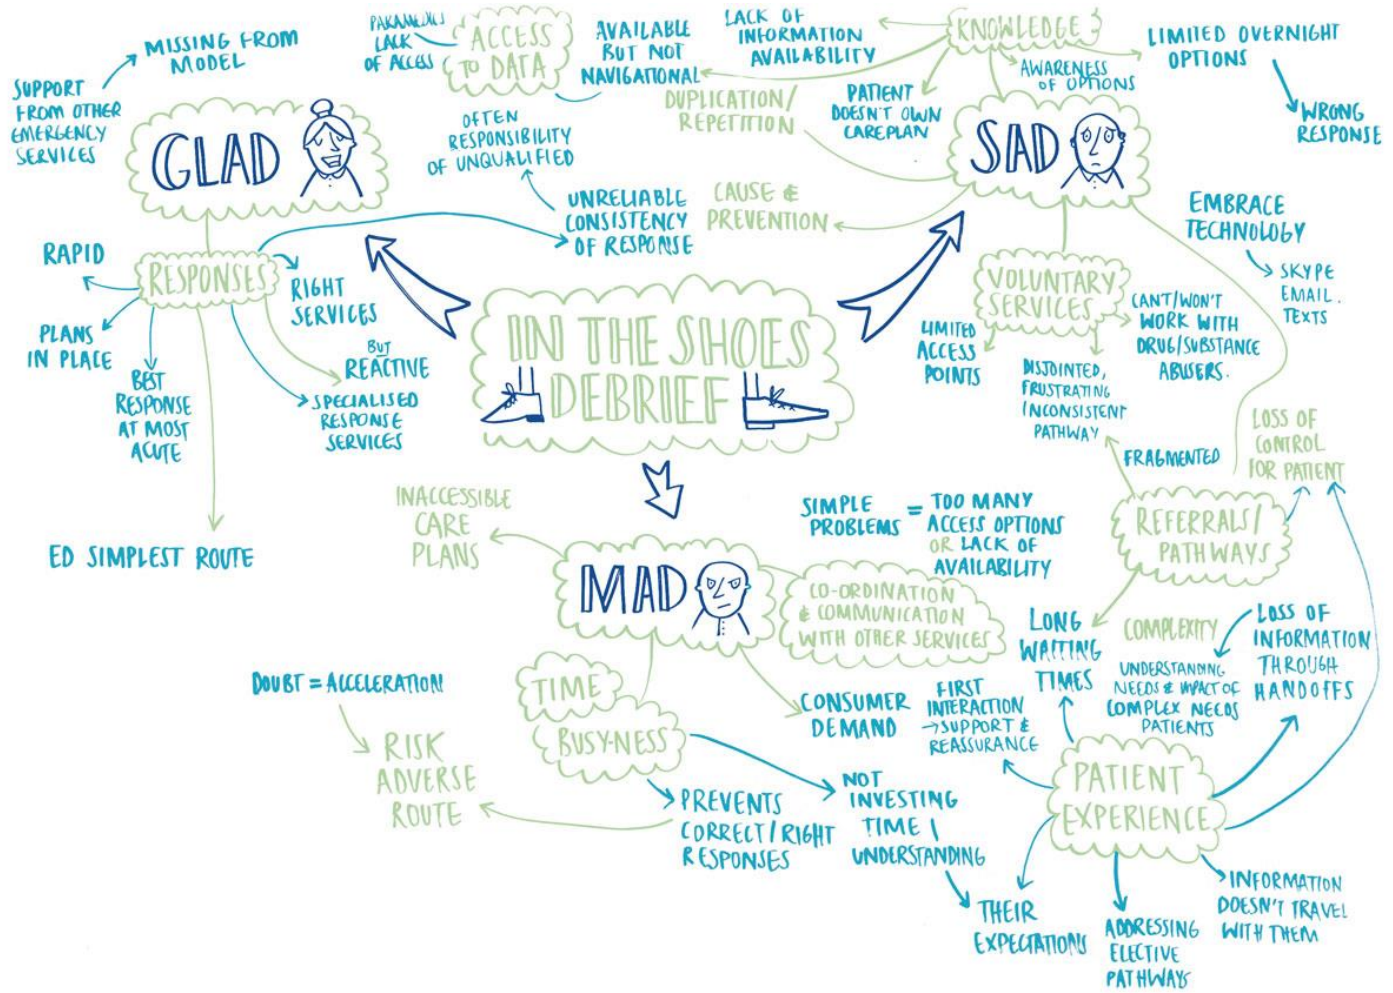 MISSING FROM
MODEL
SUPPORT
FROM OTHER
EMERGENCY
SERVICES
GLAD
RESPONSES
RAPID
PLANS
IN PLACE
BEST
RESPONSE
AT MOST
ACUTE
ED SIMPLEST ROUTE
RIGHT
SERVICES
BUT
REACTIVE
SPECIALISED
RESPONSE
SERVICES
UNRELIABLE
CONSISTENCY
OF RESPONSE
OFTEN
RESPONSIBILITY
OF UNQUALIFIED
LACK
OF ACCESS
ACCESS
TO DATA
AVAILABLE
BUT NOT
NAVIGATIONAL
LACK OF
INFORMATION
AVAILABILITY
KNOWLEDGE
AWARENESS
OF OPTIONS
LIMITED OVERNIGHT
OPTIONS
WRONG
RESPONSE
PATIENT
DOESN'T OWN
CAREPLAN
DUPLICATION/
REPETITION
CAUSE &
PREVENTION
SAD
VOLUNTARY
SERVICES
LIMITED
ACCESS
POINTS
DISJOINTED,
FRUSTRATING
INCONSISTENT
PATHWAY
CANT/WON'T
WORK WITH
DRUG/SUBSTANCE
ABUSERS.
EMBRACE
TECHNOLOGY
SKYPE
EMAIL.
TEXTS
IN THE SHOES
DEBRIEF
FRAGMENTED
LOSS OF
CONTROL
FOR PATIENT
REFERRALS/
PATHWAYS
SIMPLE
PROBLEMS
= TOO MANY
ACCESS OPTIONS
OR LACK OF
AVAILABILITY
INACCESSIBLE
CARE
PLANS
MAD
CO-ORDINATION
& COMMUNICATION
WITH OTHER SERVICES
LONG
WAITING
TIMES
COMPLEXITY
UNDERSTANDING
NEEDS & IMPACT OF
COMPLEX NEEDS
PATIENTS
LOSS OF
INFORMATION
THROUGH
HANDOFFS
DOUBT = ACCELERATION
RISK
ADVERSE
ROUTE
TIME
BUSY-NESS
CONSUMER
DEMAND
FIRST
INTERACTION
→ SUPPORT &
REASSURANCE
PREVENTS
CORRECT/RIGHT
RESPONSES
NOT
INVESTING
TIME |
UNDERSTANDING
PATIENT
EXPERIENCE
THEIR
EXPECTATIONS
ADDRESSING
ELECTIVE
PATHWAYS
INFORMATION
DOESN'T TRAVEL
WITH THEM